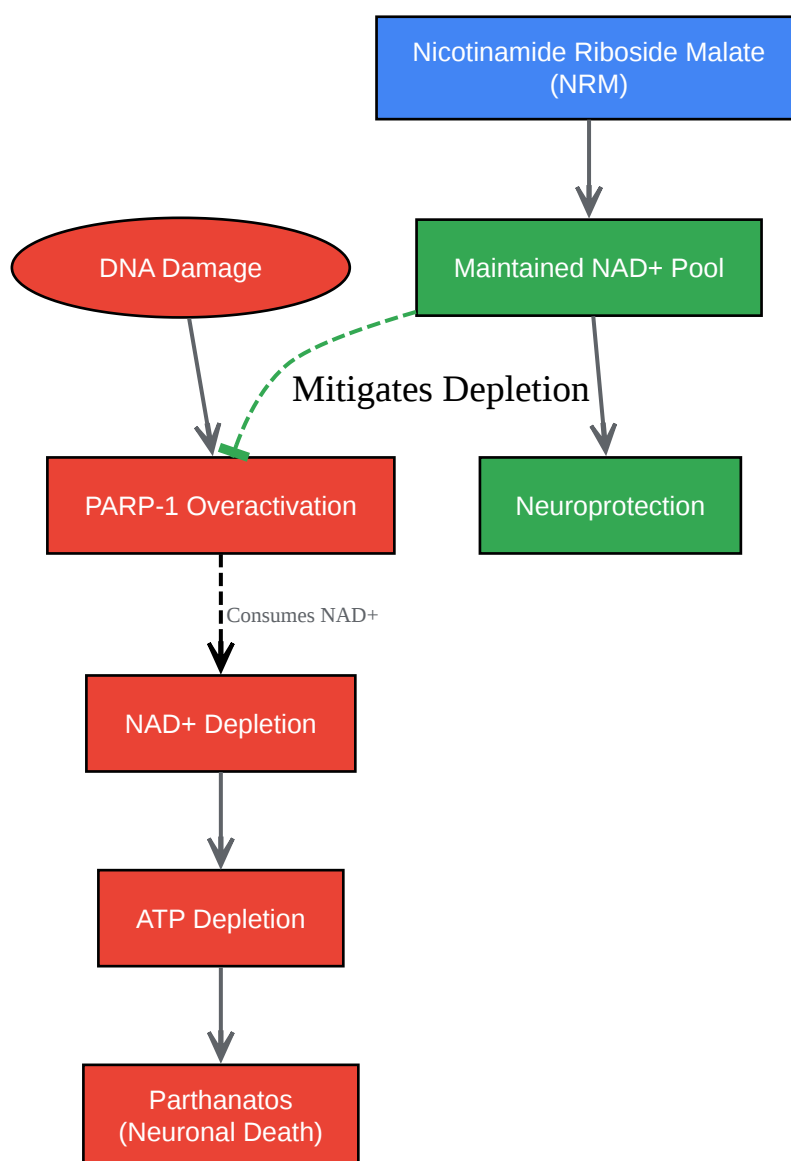 Nicotinamide Riboside Malate
(NRM)
DNA Damage
Maintained NAD+ Pool
Mitigates Depletion
PARP-1 Overactivation
Neuroprotection
Consumes NAD+
NAD+ Depletion
ATP Depletion
Parthanatos
(Neuronal Death)